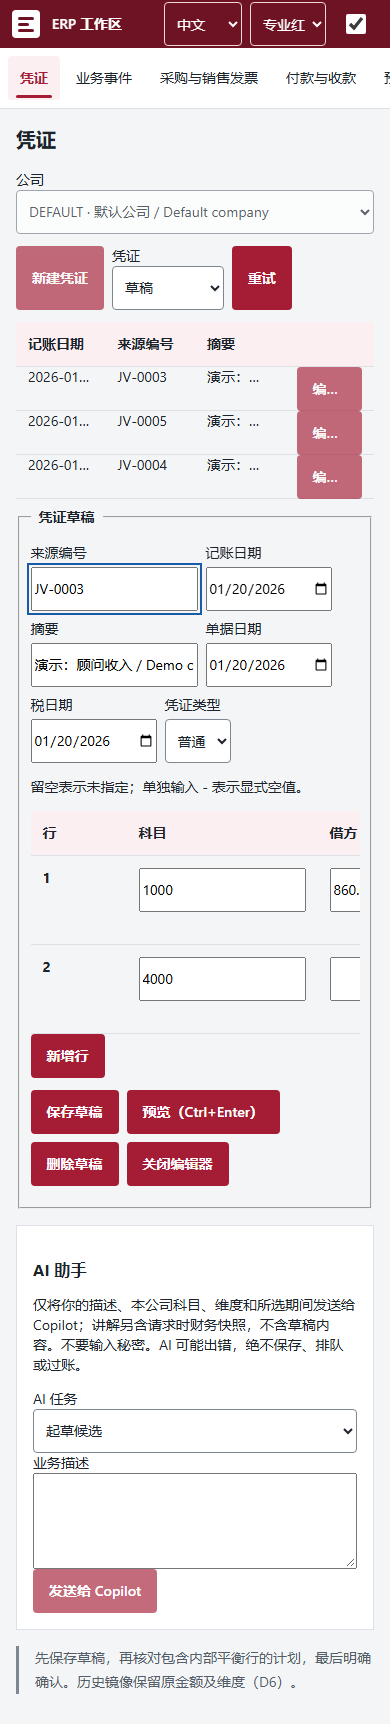 ERP 工作区 中文 专业红
凭证 业务事件 采购与销售发票 付款与收款
凭证
公司
DEFAULT · 默认公司 / Default company
新建凭证 凭证 草稿 重试
记账日期 来源编号 摘要
2026-01... JV-0003 演示：... 编...
2026-01... JV-0005 演示：... 编...
2026-01... JV-0004 演示：... 编...
凭证草稿
来源编号 记账日期
JV-0003 01/20/2026
摘要 单据日期
演示：顾问收入 / Demo c 01/20/2026
税日期 凭证类型
01/20/2026 普通
留空表示未指定；单独输入 - 表示显式空值。
行 科目 借方
1 1000 860.
2 4000
新增行
保存草稿 预览（Ctrl+Enter）
删除草稿 关闭编辑器
AI 助手
仅将你的描述、本公司科目、维度和所选期间发送给
Copilot；讲解另含请求时财务快照，不含草稿内
容。不要输入秘密。AI 可能出错，绝不保存、排队
或过账。
AI 任务
起草候选
业务描述
发送给 Copilot
先保存草稿，再核对包含内部平衡行的计划，最后明确
确认。历史镜像保留原金额及维度（D6）。